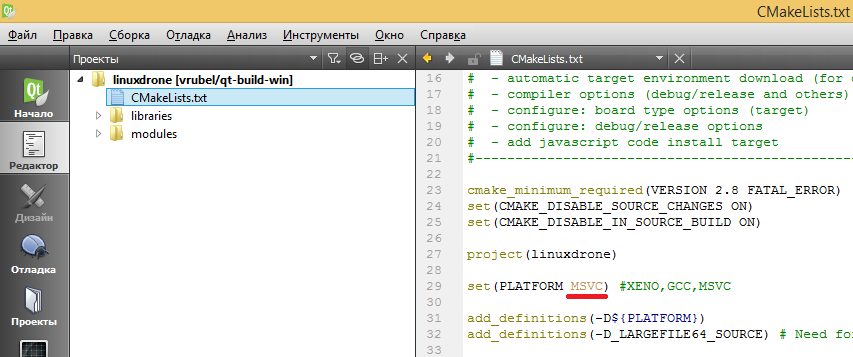 CMakeLists.txt
Файл Правка Сборка Отладка Анализ Инструменты Окно Справка
Проекты
CMakeLists.txt
Начало
Редактор
Дизайн
Отладка
Проекты
linuxdrone [vrubel/qt-build-win]
CMakeLists.txt
libraries
modules
16 # - automatic target environment download (for
17 # - compiler options (debug/release and others)
18 # - configure: board type options (target)
19 # - configure: debug/release options
20 # - add javascript code install target
21 #----------------------------------------------
22
23 cmake_minimum_required(VERSION 2.8 FATAL_ERROR)
24 set(CMAKE_DISABLE_SOURCE_CHANGES ON)
25 set(CMAKE_DISABLE_IN_SOURCE_BUILD ON)
26
27 project(linuxdrone)
28
29 set(PLATFORM MSVC) #XENO,GCC,MSVC
30
31 add_definitions(-D${PLATFORM})
32 add_definitions(-D_LARGEFILE64_SOURCE) # Need fo
33